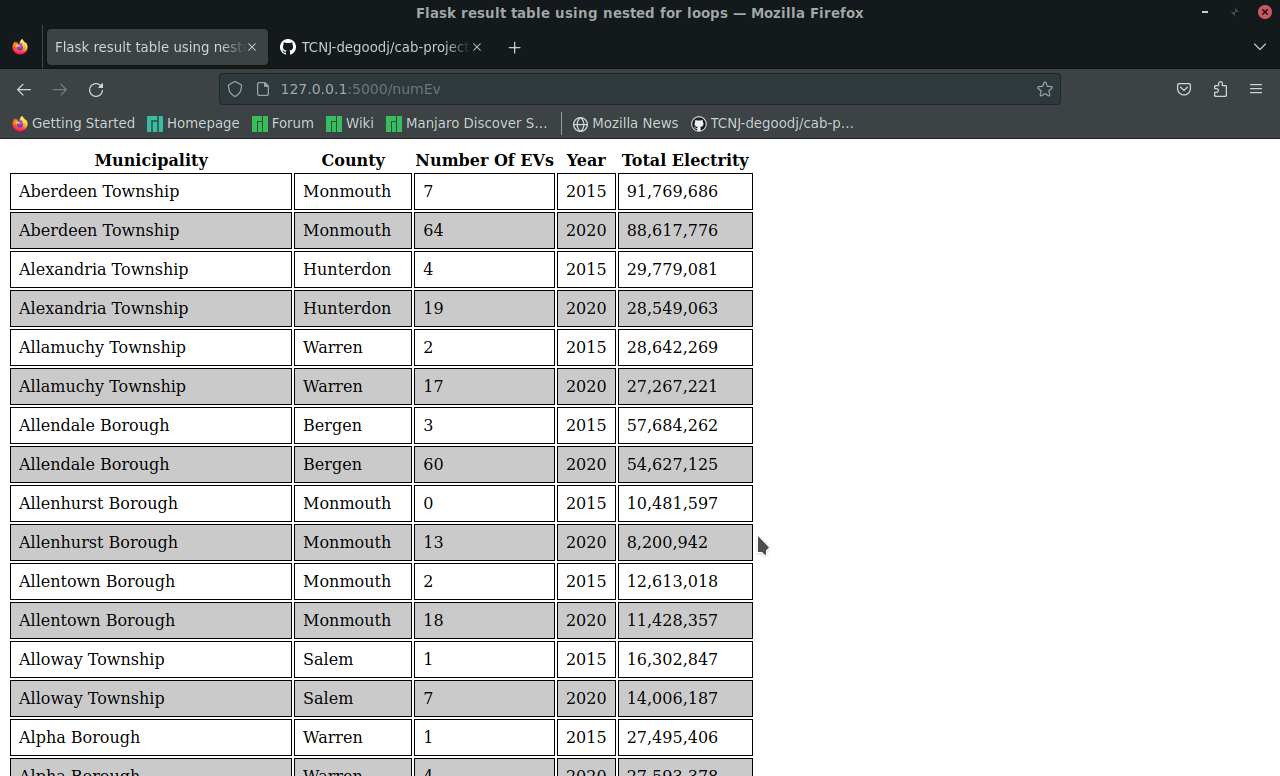 Flask result table using nested for loops — Mozilla Firefox
Flask result table using nest
TCNJ-degoodj/cab-project
127.0.0.1:5000/numEv
Getting Started Homepage Forum Wiki Manjaro Discover S... Mozilla News TCNJ-degoodj/cab-p...
Municipality County Number Of EVs Year Total Electrity
Aberdeen Township Monmouth 7 2015 91,769,686
Aberdeen Township Monmouth 64 2020 88,617,776
Alexandria Township Hunterdon 4 2015 29,779,081
Alexandria Township Hunterdon 19 2020 28,549,063
Allamuchy Township Warren 2 2015 28,642,269
Allamuchy Township Warren 17 2020 27,267,221
Allendale Borough Bergen 3 2015 57,684,262
Allendale Borough Bergen 60 2020 54,627,125
Allenhurst Borough Monmouth 0 2015 10,481,597
Allenhurst Borough Monmouth 13 2020 8,200,942
Allentown Borough Monmouth 2 2015 12,613,018
Allentown Borough Monmouth 18 2020 11,428,357
Alloway Township Salem 1 2015 16,302,847
Alloway Township Salem 7 2020 14,006,187
Alpha Borough Warren 1 2015 27,495,406
Alpha Borough Warren 4 2020 27,593,378